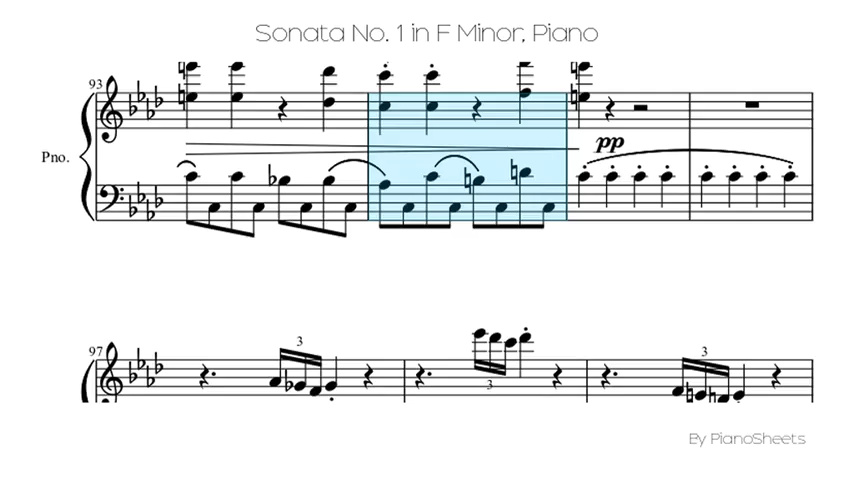 Sonata No. 1 in F Minor, Piano
93
Pno.
pp
97
3
3
3
By PianoSheets